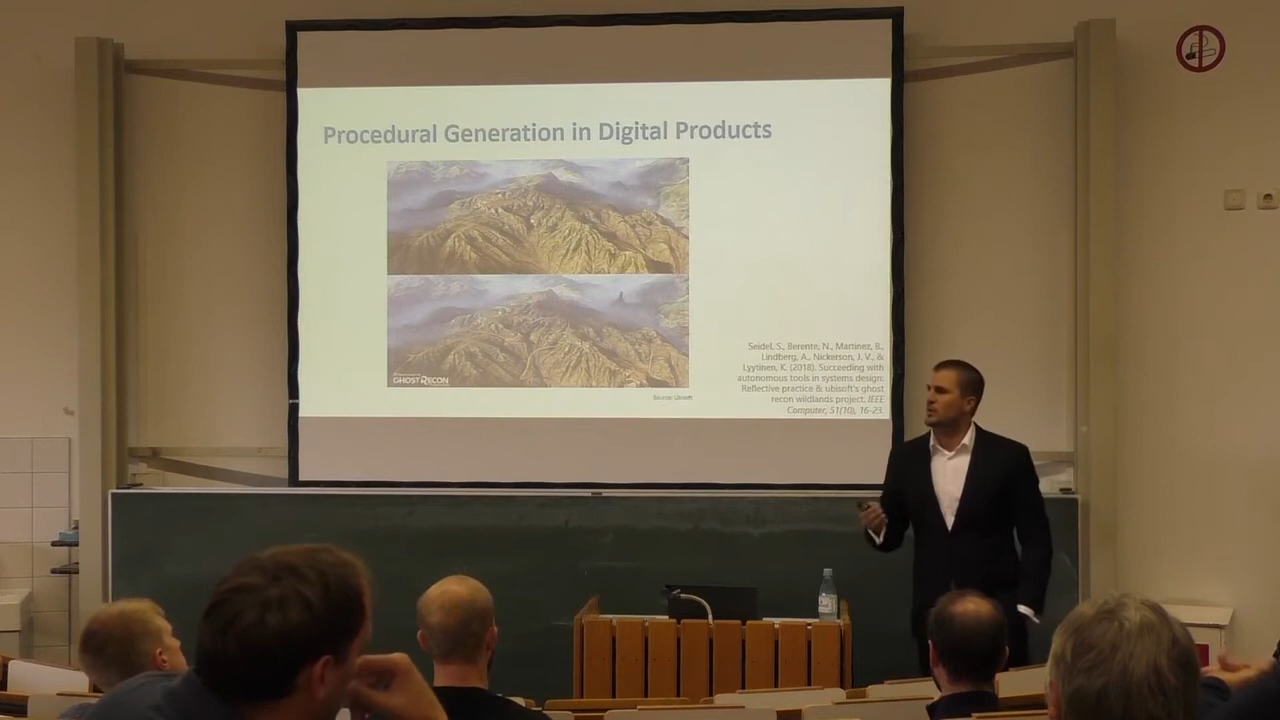 Procedural Generation in Digital Products
GHOST RECON
Source: Ubisoft
Seidel, S., Berente, N., Martinez, B.,
Lindberg, A., Nickerson, J. V., &
Lyytinen, K. (2018). Succeeding with
autonomous tools in systems design:
Reflective practice & ubisoft's ghost
recon wildlands project. IEEE
Computer, 51(10), 16-23.